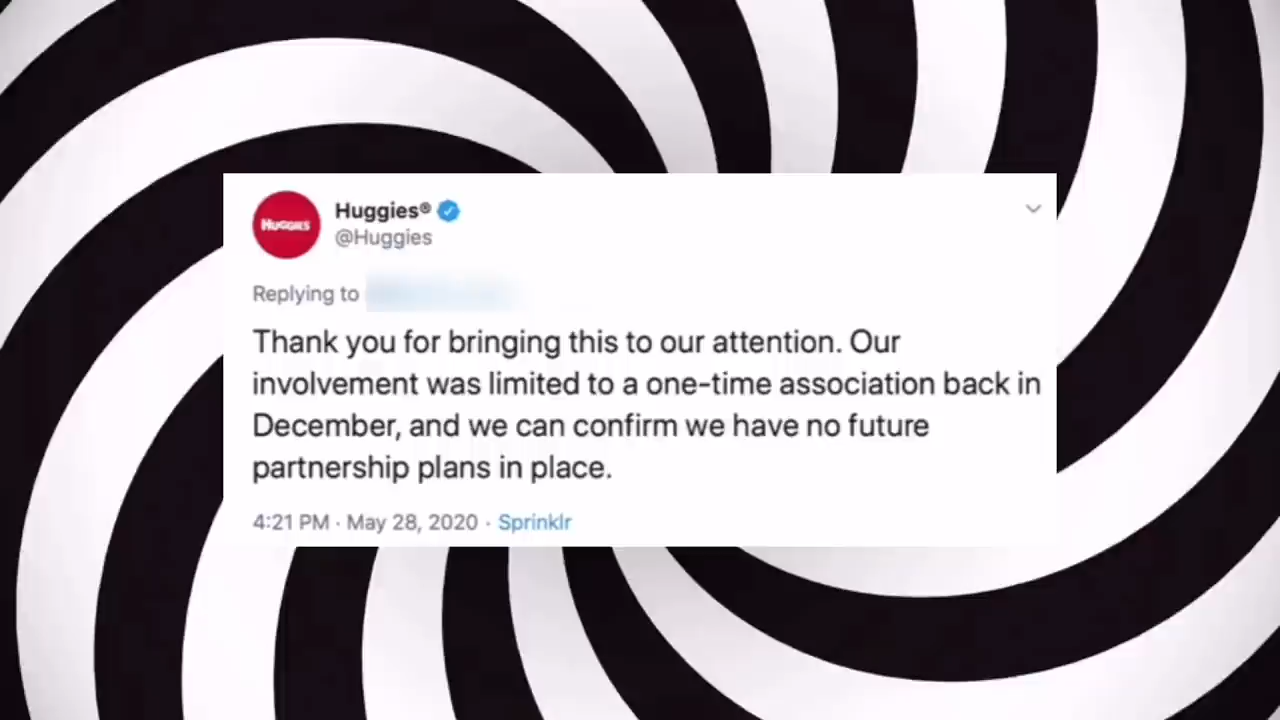 HUGGIES
Huggies®
@Huggies
Replying to
Thank you for bringing this to our attention. Our
involvement was limited to a one-time association back in
December, and we can confirm we have no future
partnership plans in place.
4:21 PM · May 28, 2020 · Sprinklr